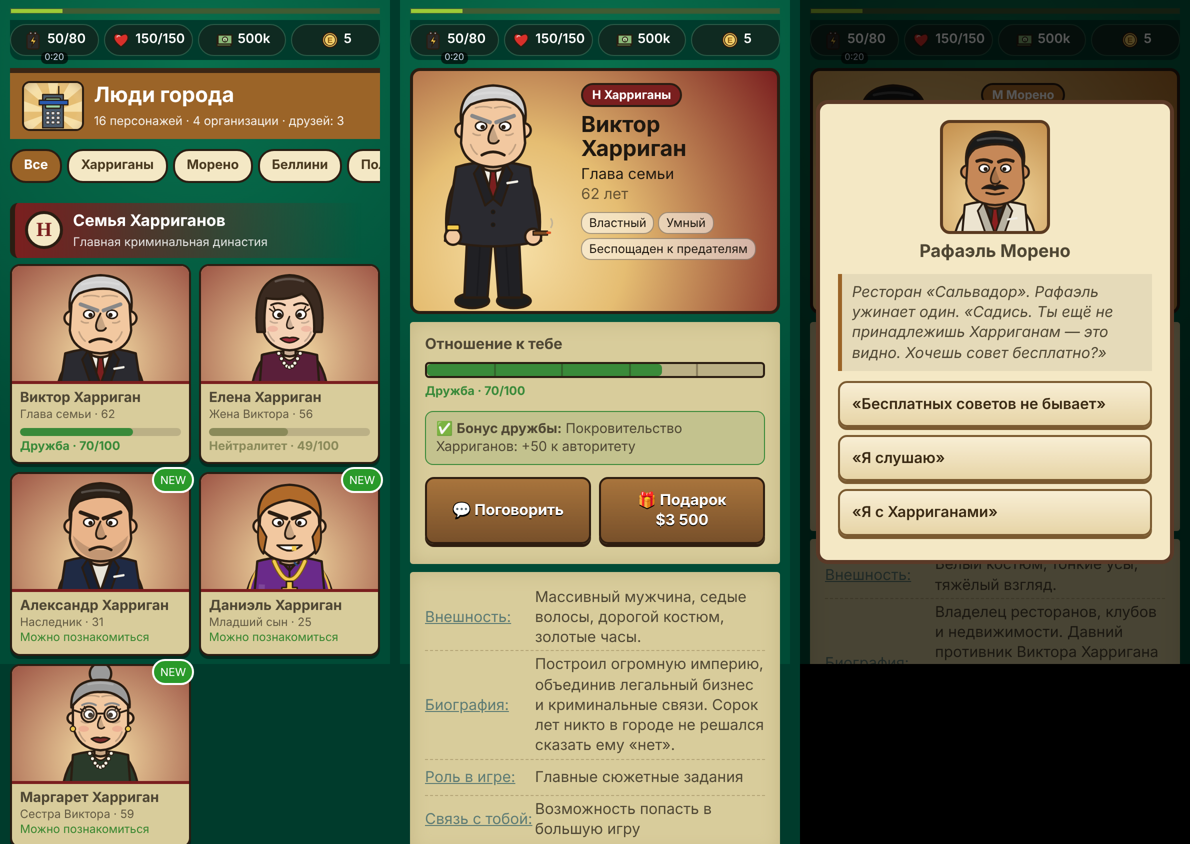 50/80
150/150
500k
5
0:20
Люди города
16 персонажей · 4 организации · друзей: 3
Все
Харриганы
Морено
Беллини
H
Семья Харриганов
Главная криминальная династия
Виктор Харриган
Глава семьи · 62
Дружба · 70/100
Елена Харриган
Жена Виктора · 56
Нейтралитет · 49/100
NEW
Александр Харриган
Наследник · 31
Можно познакомиться
NEW
Даниэль Харриган
Младший сын · 25
Можно познакомиться
NEW
Маргарет Харриган
Сестра Виктора · 59
Можно познакомиться
50/80
150/150
500k
5
0:20
H Харриганы
Виктор
Харриган
Глава семьи
62 лет
Властный
Умный
Беспощаден к предателям
Отношение к тебе
Дружба · 70/100
✅ Бонус дружбы: Покровительство
Харриганов: +50 к авторитету
💬 Поговорить
🎁 Подарок
$3 500
Внешность:
Массивный мужчина, седые
волосы, дорогой костюм,
золотые часы.
Биография:
Построил огромную империю,
объединив легальный бизнес
и криминальные связи. Сорок
лет никто в городе не решался
сказать ему «нет».
Роль в игре:
Главные сюжетные задания
Связь с тобой:
Возможность попасть в
большую игру
50/80
150/150
500k
5
0:20
М Морено
Рафаэль Морено
Ресторан «Сальвадор». Рафаэль
ужинает один. «Садись. Ты ещё не
принадлежишь Харриганам — это
видно. Хочешь совет бесплатно?»
«Бесплатных советов не бывает»
«Я слушаю»
«Я с Харриганами»
Внешность:
Белый костюм, тонкие усы,
тяжёлый взгляд.
Биография:
Владелец ресторанов, клубов
и недвижимости. Давний
противник Виктора Харригана